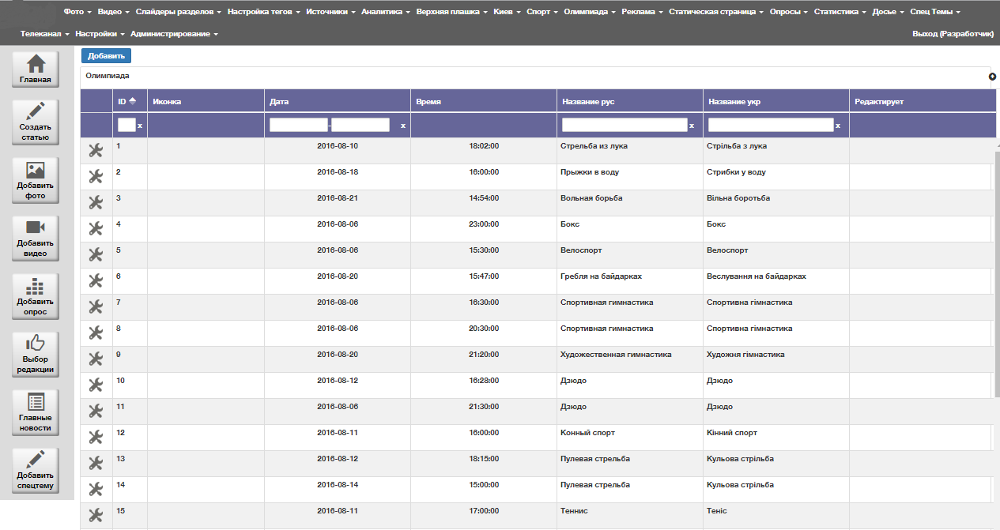 Фото Видео Слайдеры разделов Настройка тегов Источники Аналитика Верхняя плашка Киев Спорт Олимпиада Реклама Статическая страница Опросы Статистика Досье Спец Темы
Телеканал Настройки Администрирование Выход (Разработчик)
Главная
Создать
статью
Добавить
фото
Добавить
видео
Добавить
опрос
Выбор
редакции
Главные
новости
Добавить
спецтему
Добавить
Олимпиада
ID Иконка Дата Время Название рус Название укр Редактирует
x - x x x
1 2016-08-10 18:02:00 Стрельба из лука Стрільба з лука
2 2016-08-18 16:00:00 Прыжки в воду Стрибки у воду
3 2016-08-21 14:54:00 Вольная борьба Вільна боротьба
4 2016-08-06 23:00:00 Бокс Бокс
5 2016-08-06 15:30:00 Велоспорт Велоспорт
6 2016-08-20 15:47:00 Гребля на байдарках Веслування на байдарках
7 2016-08-06 16:30:00 Спортивная гимнастика Спортивна гімнастика
8 2016-08-06 20:30:00 Спортивная гимнастика Спортивна гімнастика
9 2016-08-20 21:20:00 Художественная гимнастика Художня гімнастика
10 2016-08-12 16:28:00 Дзюдо Дзюдо
11 2016-08-06 21:30:00 Дзюдо Дзюдо
12 2016-08-11 16:00:00 Конный спорт Кінний спорт
13 2016-08-12 18:15:00 Пулевая стрельба Кульова стрільба
14 2016-08-14 15:00:00 Пулевая стрельба Кульова стрільба
15 2016-08-11 17:00:00 Теннис Теніс